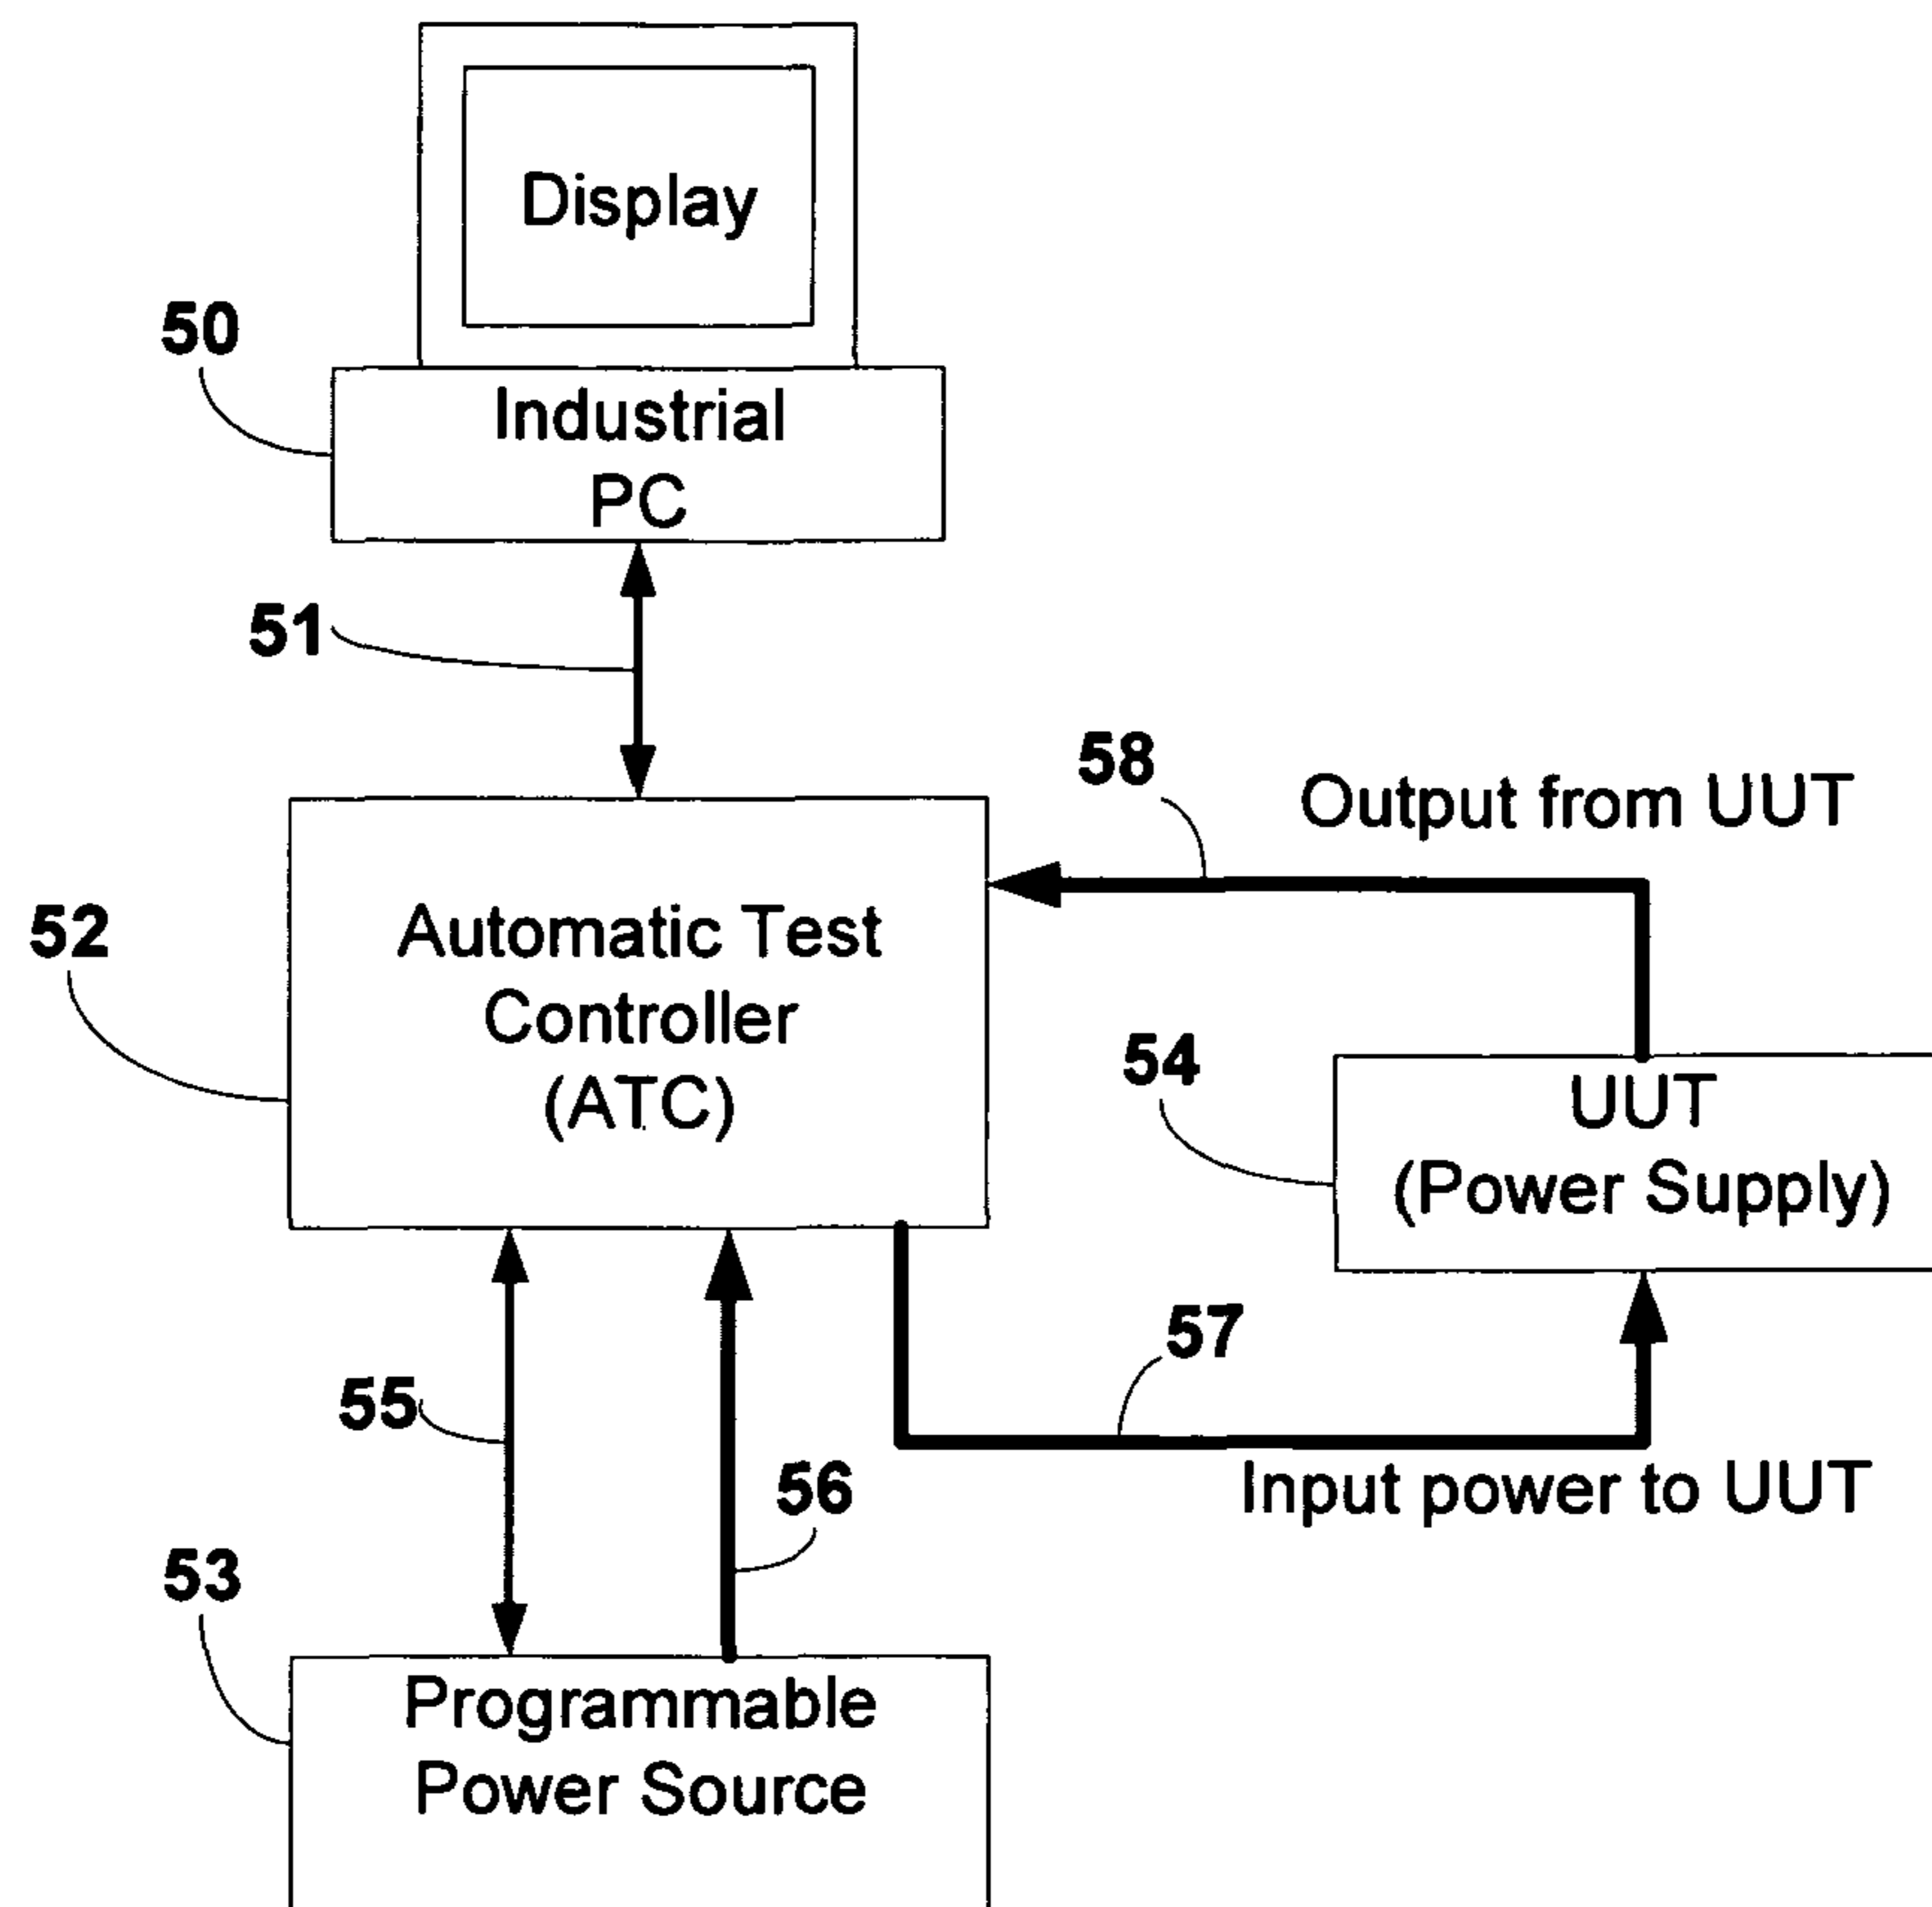 Display
50
Industrial
PC
51
58
Output from UUT
52
Automatic Test
Controller
(ATC)
54
UUT
(Power Supply)
57
55
56
Input power to UUT
53
Programmable
Power Source